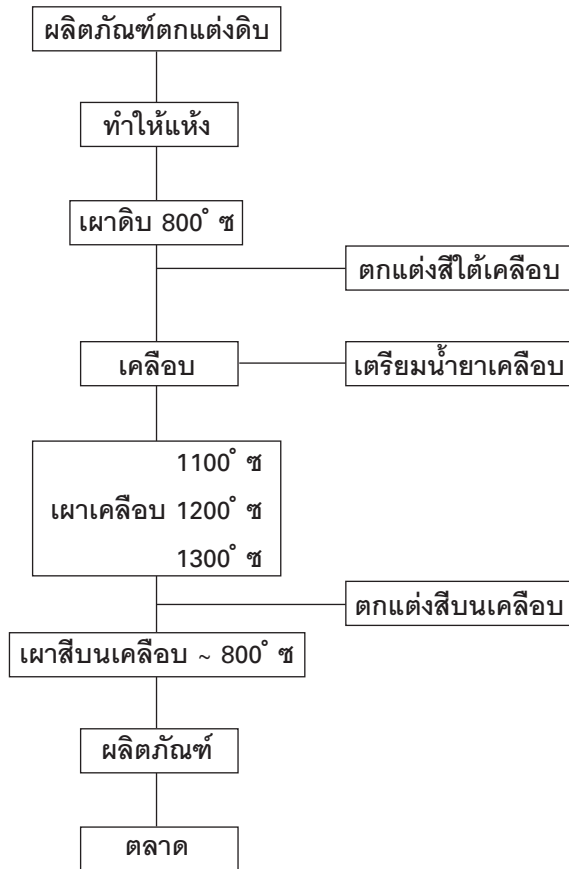 ผลิตภัณฑ์ตกแต่งดิบ
ทำให้แห้ง
เผาดิบ 800° ซ
ตกแต่งสีใต้เคลือบ
เคลือบ
เตรียมน้ำยาเคลือบ
1100° ซ
เผาเคลือบ 1200° ซ
1300° ซ
ตกแต่งสีบนเคลือบ
เผาสีบนเคลือบ ~ 800° ซ
ผลิตภัณฑ์
ตลาด